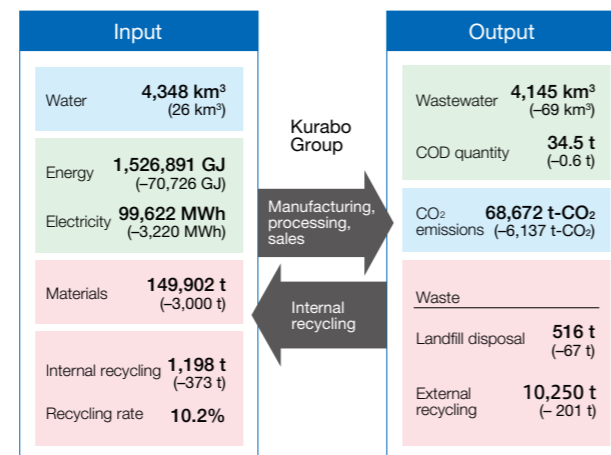 Input
Water 4,348 km³
(26 km³)
Energy 1,526,891 GJ
(–70,726 GJ)
Electricity 99,622 MWh
(–3,220 MWh)
Materials 149,902 t
(–3,000 t)
Internal recycling 1,198 t
(–373 t)
Recycling rate 10.2%
Kurabo
Group
Manufacturing,
processing,
sales
Internal
recycling
Output
Wastewater 4,145 km³
(–69 km³)
COD quantity 34.5 t
(–0.6 t)
CO₂ 68,672 t-CO₂
emissions (–6,137 t-CO₂)
Waste
Landfill disposal 516 t
(–67 t)
External 10,250 t
recycling (– 201 t)